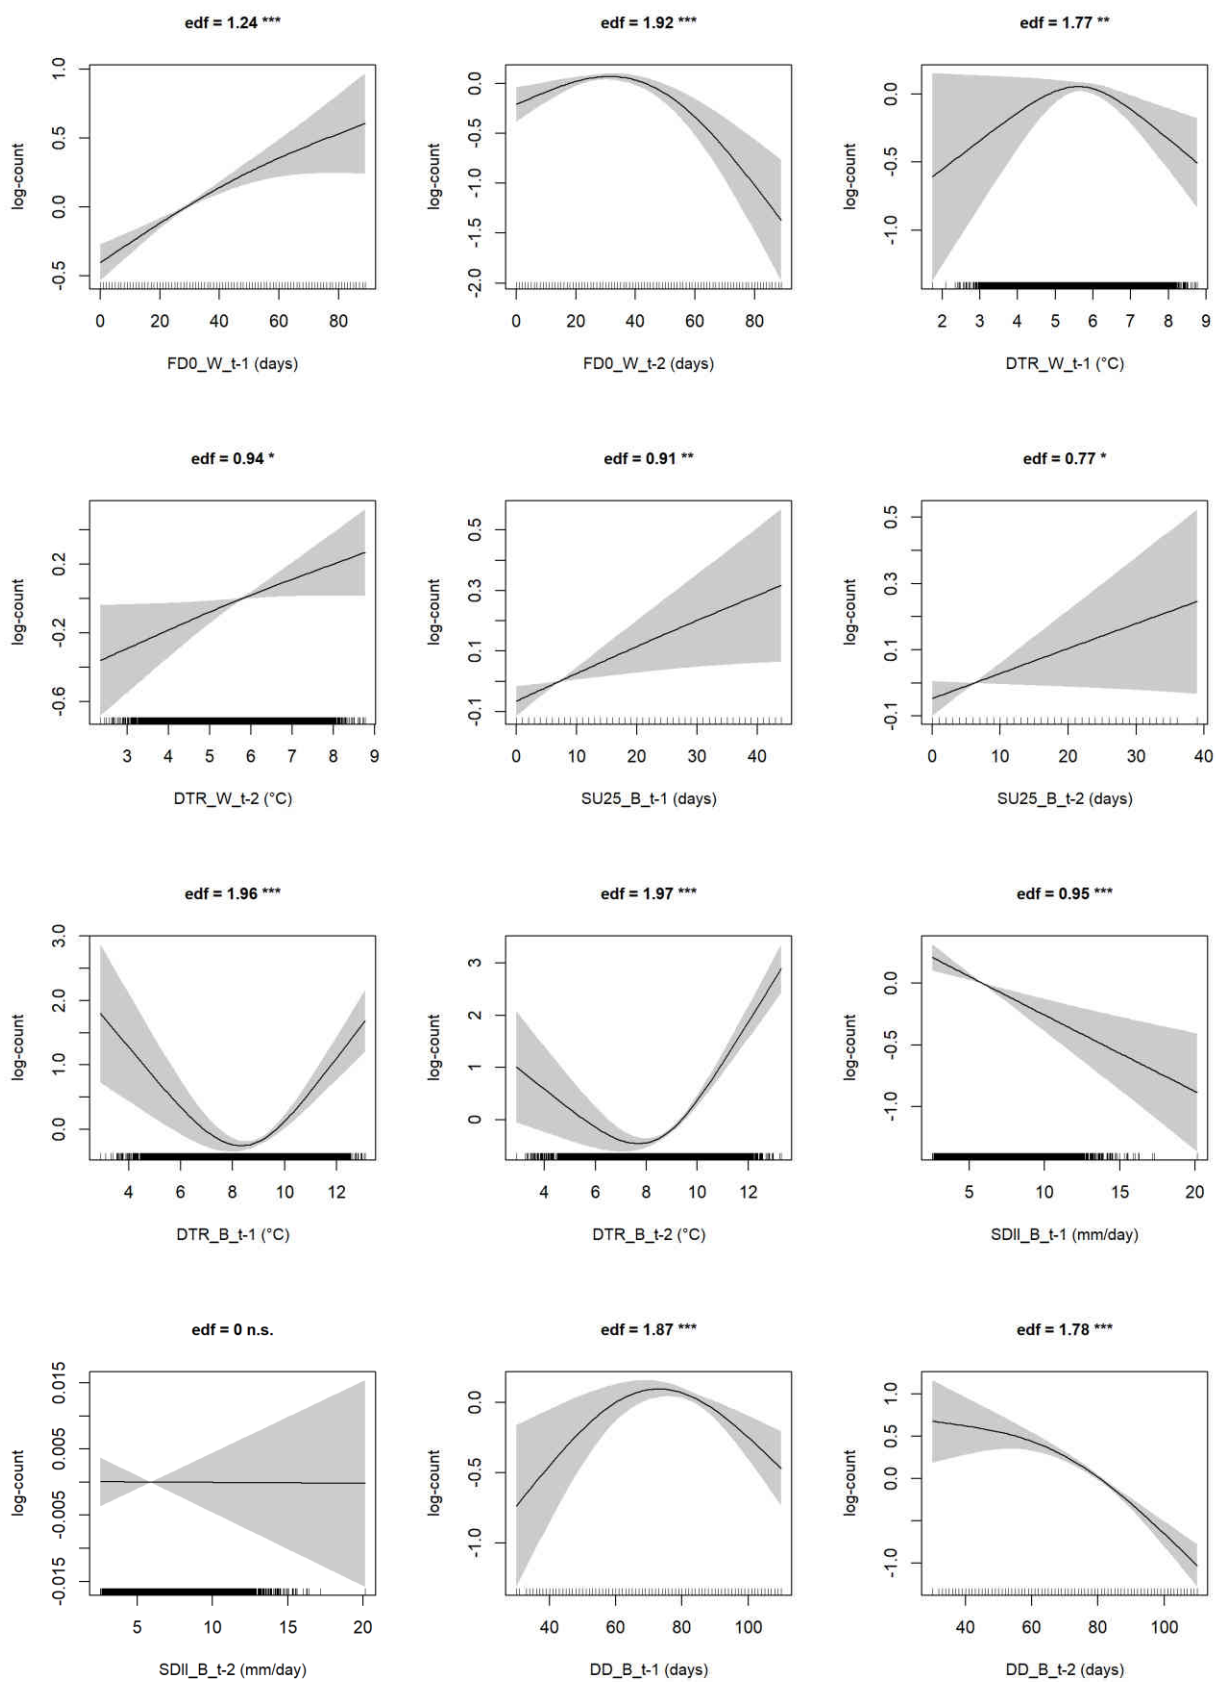 edf = 1.24 ***
log-count
-0.5 0.0 0.5 1.0
0 20 40 60 80
FD0_W_t-1 (days)
edf = 1.92 ***
log-count
-2.0 -1.5 -1.0 -0.5 0.0
0 20 40 60 80
FD0_W_t-2 (days)
edf = 1.77 **
log-count
-1.0 -0.5 0.0
2 3 4 5 6 7 8 9
DTR_W_t-1 (°C)
edf = 0.94 *
log-count
-0.6 -0.2 0.2
3 4 5 6 7 8 9
DTR_W_t-2 (°C)
edf = 0.91 **
log-count
-0.1 0.1 0.3 0.5
0 10 20 30 40
SU25_B_t-1 (days)
edf = 0.77 *
log-count
-0.1 0.1 0.3 0.5
0 10 20 30 40
SU25_B_t-2 (days)
edf = 1.96 ***
log-count
0.0 1.0 2.0 3.0
4 6 8 10 12
DTR_B_t-1 (°C)
edf = 1.97 ***
log-count
0 1 2 3
4 6 8 10 12
DTR_B_t-2 (°C)
edf = 0.95 ***
log-count
-1.0 -0.5 0.0
5 10 15 20
SDII_B_t-1 (mm/day)
edf = 0 n.s.
log-count
-0.015 -0.005 0.005 0.015
5 10 15 20
SDII_B_t-2 (mm/day)
edf = 1.87 ***
log-count
-1.0 -0.5 0.0
40 60 80 100
DD_B_t-1 (days)
edf = 1.78 ***
log-count
-1.0 0.0 0.5 1.0
40 60 80 100
DD_B_t-2 (days)